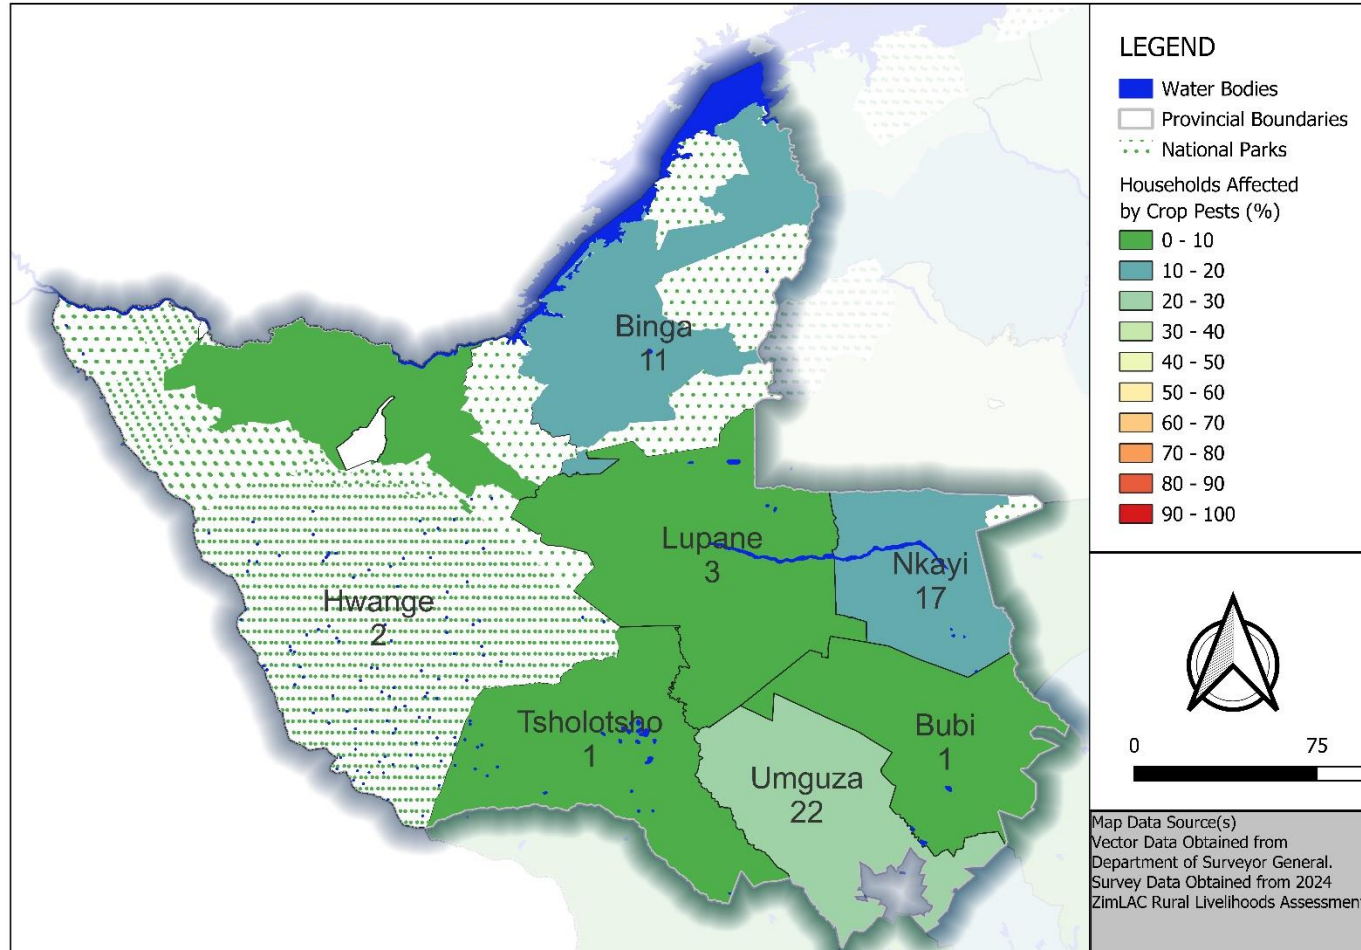 LEGEND
Water Bodies
Provincial Boundaries
National Parks
Households Affected
by Crop Pests (%)
0 - 10
10 - 20
20 - 30
30 - 40
40 - 50
50 - 60
60 - 70
70 - 80
80 - 90
90 - 100
Binga
11
Lupane
3
Nkayi
17
Hwange
2
Tsholotsho
1
Bubi
1
Umguza
22
0 75
Map Data Source(s)
Vector Data Obtained from
Department of Surveyor General.
Survey Data Obtained from 2024
ZimLAC Rural Livelihoods Assessment